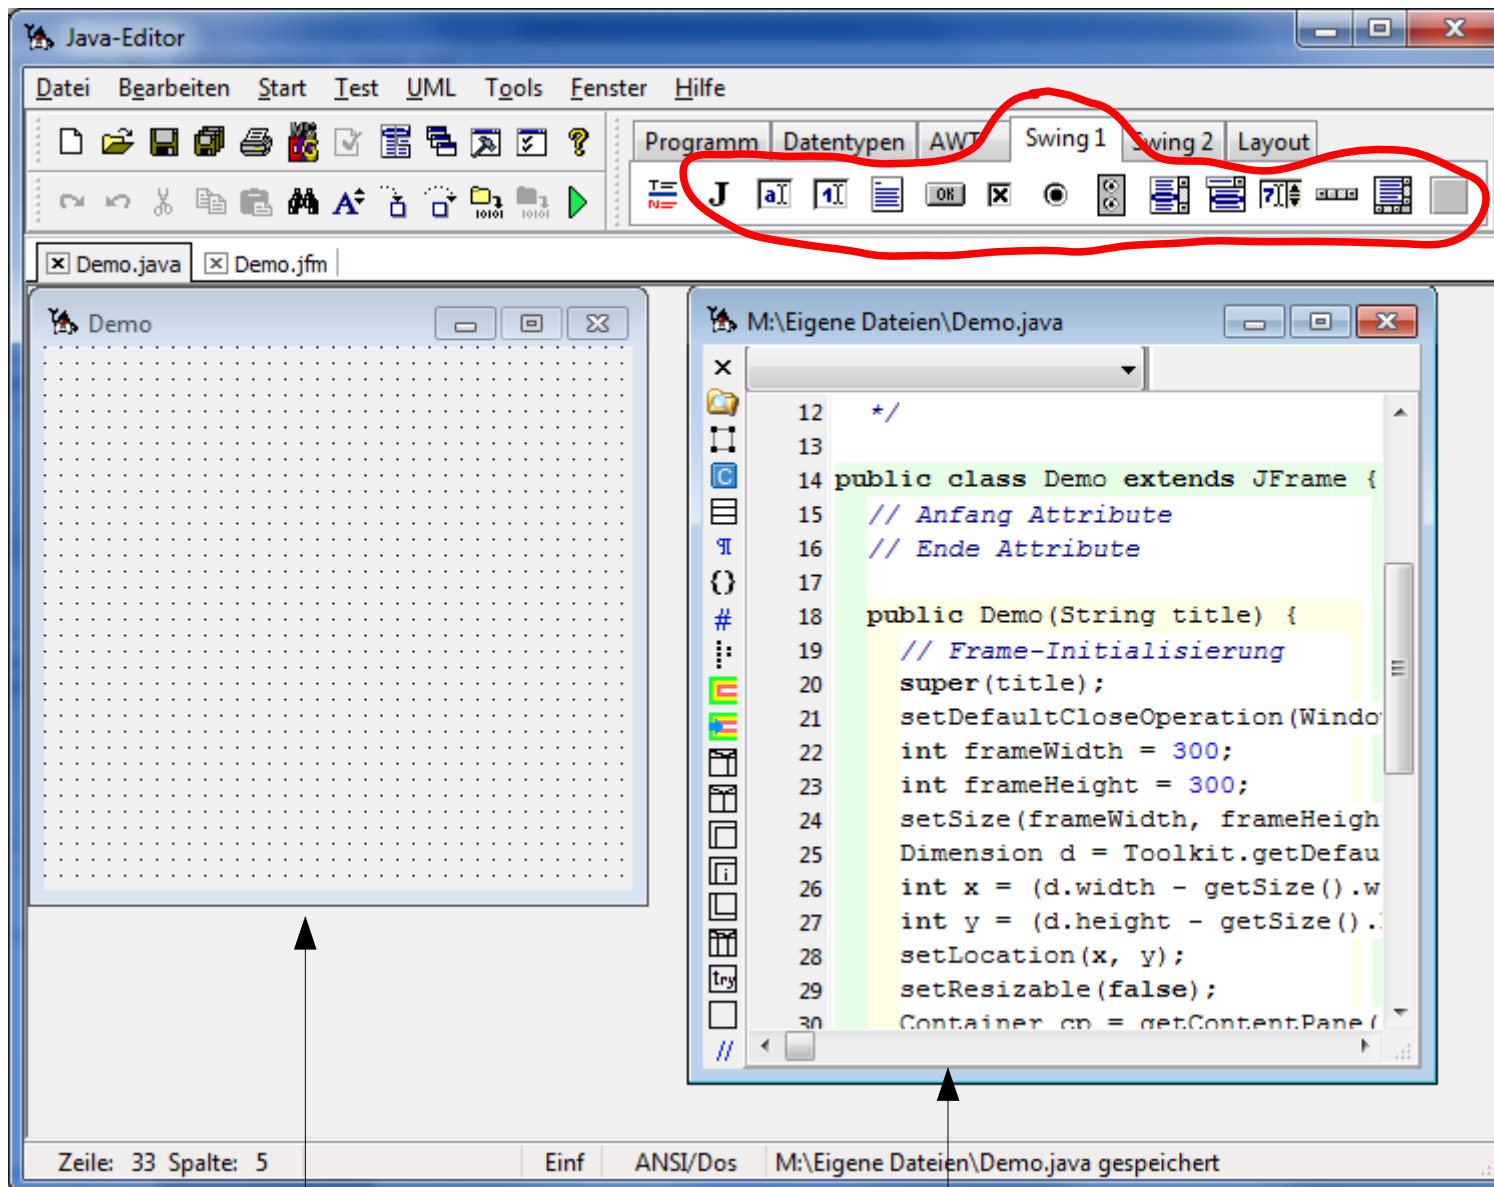 Java-Editor
Datei Bearbeiten Start Test UML Tools Fenster Hilfe
Programm Datentypen AWT Swing 1 Swing 2 Layout
Demo.java Demo.jfm
Demo
M:\Eigene Dateien\Demo.java
12 */
13
14 public class Demo extends JFrame {
15 // Anfang Attribute
16 // Ende Attribute
17
18 public Demo(String title) {
19 // Frame-Initialisierung
20 super(title);
21 setDefaultCloseOperation(Windo
22 int frameWidth = 300;
23 int frameHeight = 300;
24 setSize(frameWidth, frameHeigh
25 Dimension d = Toolkit.getDefau
26 int x = (d.width - getSize().w
27 int y = (d.height - getSize().
28 setLocation(x, y);
29 setResizable(false);
30 Container cp = getContentPane(
try
//
Zeile: 33 Spalte: 5 Einf ANSI/Dos M:\Eigene Dateien\Demo.java gespeichert